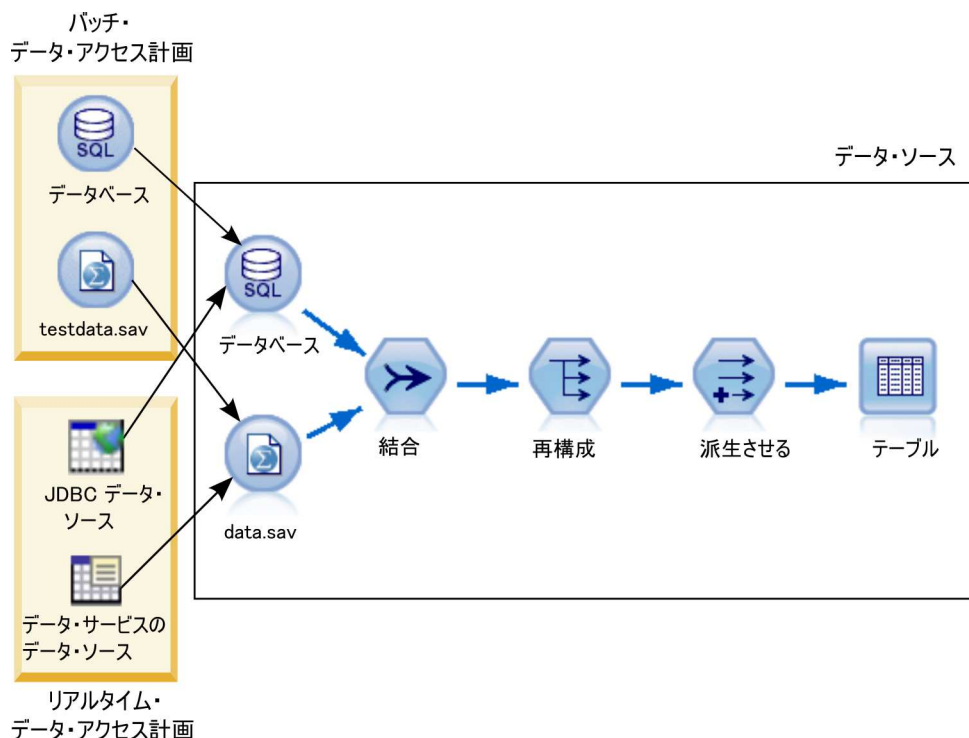 バッチ・
データ・アクセス計画
SQL
データベース
testdata.sav
JDBC データ・
ソース
データ・サービスの
データ・ソース
リアルタイム・
データ・アクセス計画
データ・ソース
SQL
データベース
data.sav
結合
再構成
派生させる
テーブル